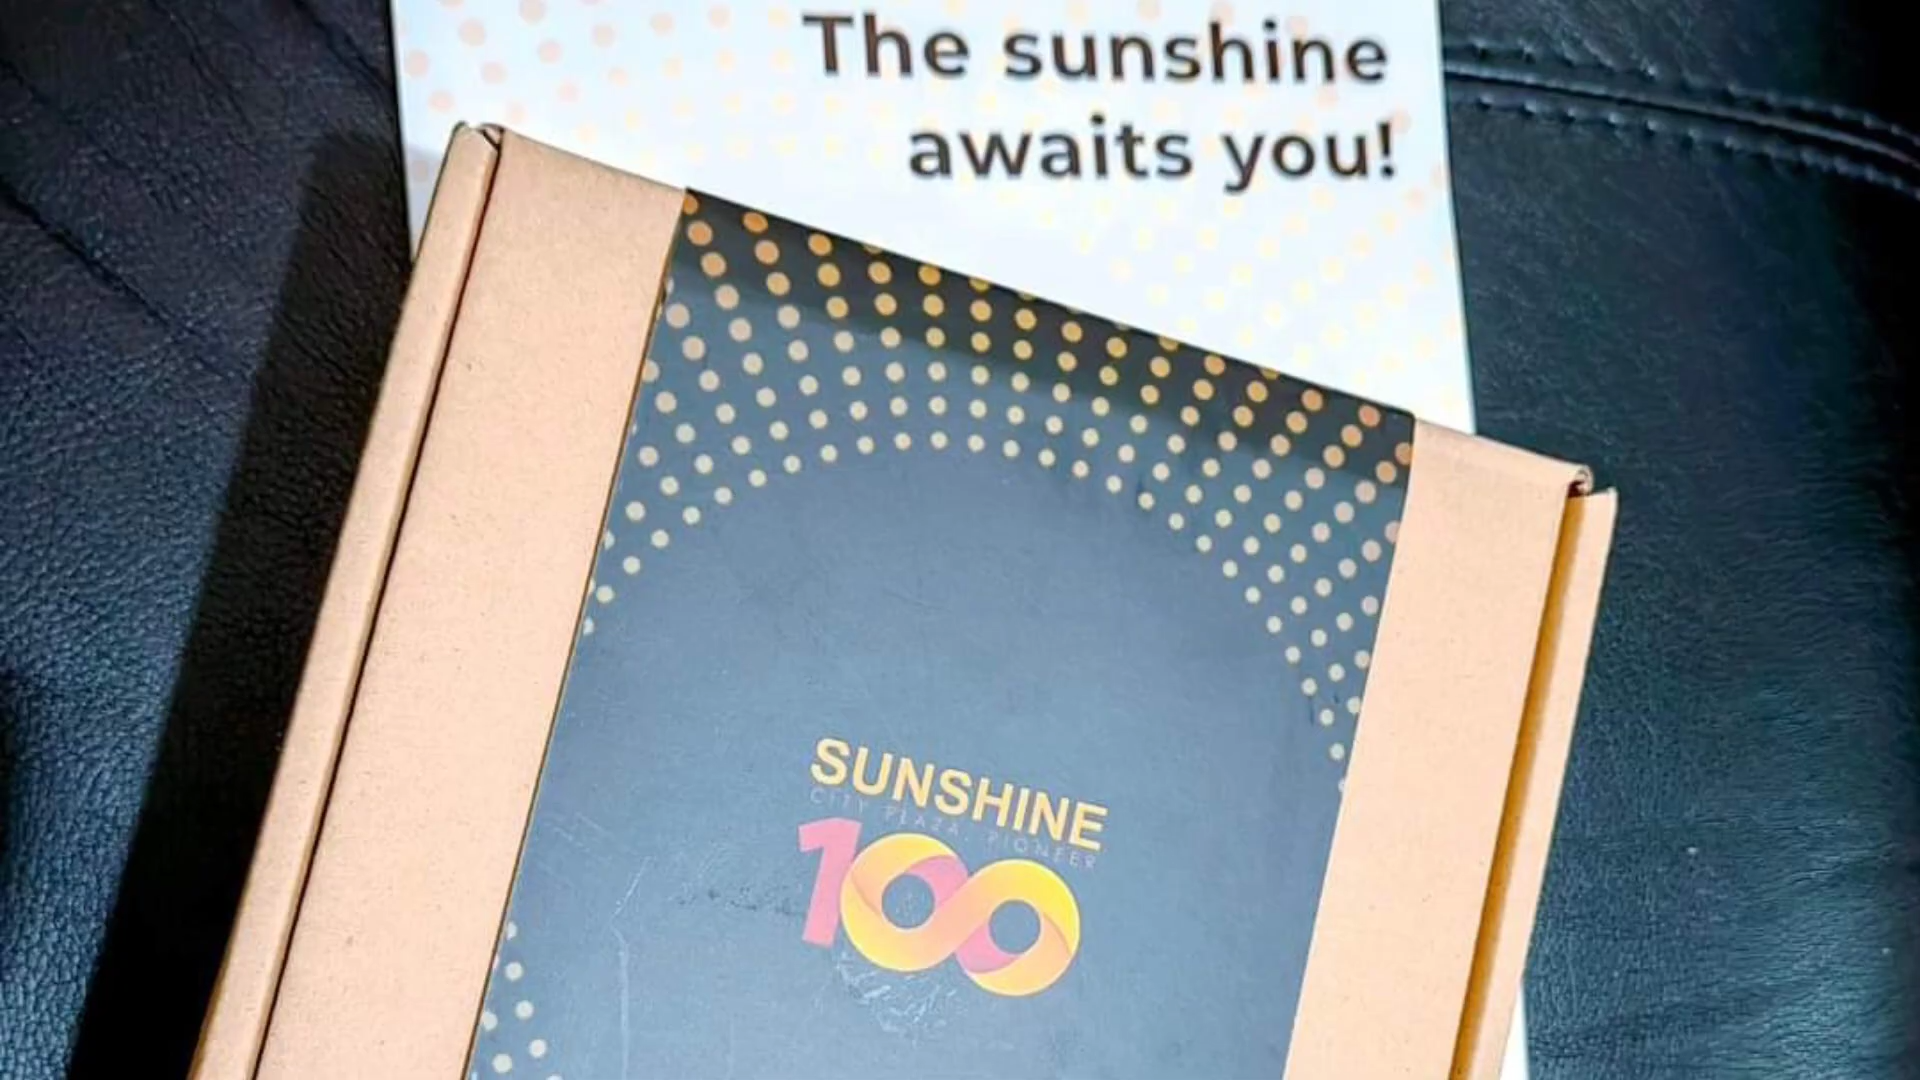 The sunshine
awaits you!
SUNSHINE
CITY PLAZA, PIONEER
100